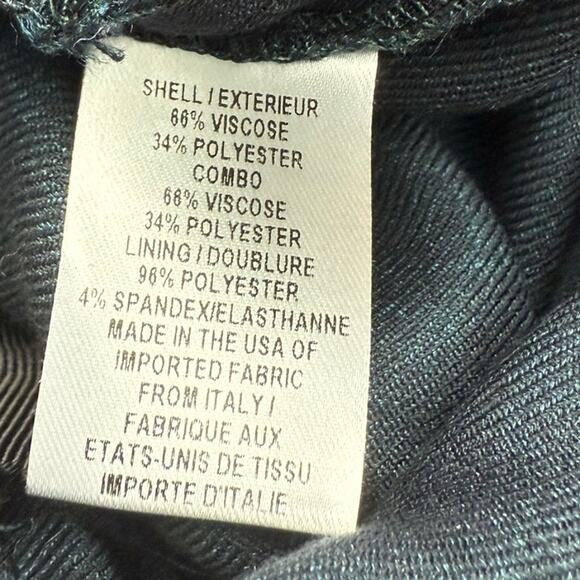 SHELL / EXTERIEUR
66% VISCOSE
34% POLYESTER
COMBO
66% VISCOSE
34% POLYESTER
LINING / DOUBLURE
96% POLYESTER
4% SPANDEX/ELASTHANNE
MADE IN THE USA OF
IMPORTED FABRIC
FROM ITALY /
FABRIQUE AUX
ETATS-UNIS DE TISSU
IMPORTE D'ITALIE